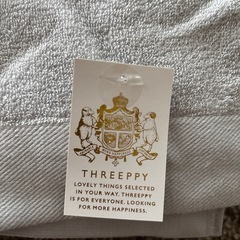 THREEPPY
LOVELY THINGS SELECTED
IN YOUR WAY. THREEPPY
IS FOR EVERYONE. LOOKING
FOR MORE HAPPINESS.